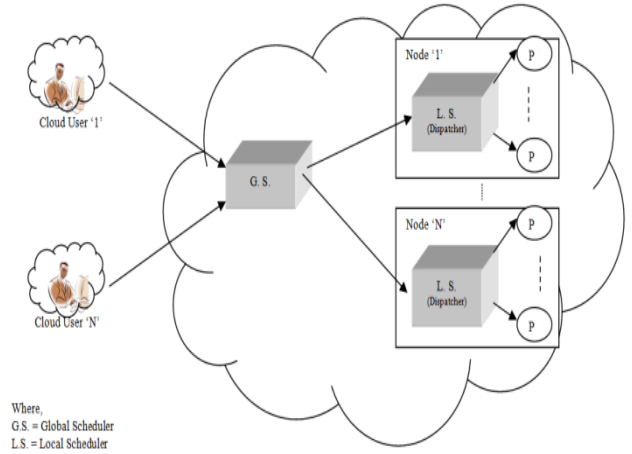 Node '1'
P
L. S.
(Dispatcher)
P
Cloud User '1'
G. S.
Node 'N'
P
L. S.
(Dispatcher)
P
Cloud User 'N'
Where,
G.S. = Global Scheduler
L.S. = Local Scheduler